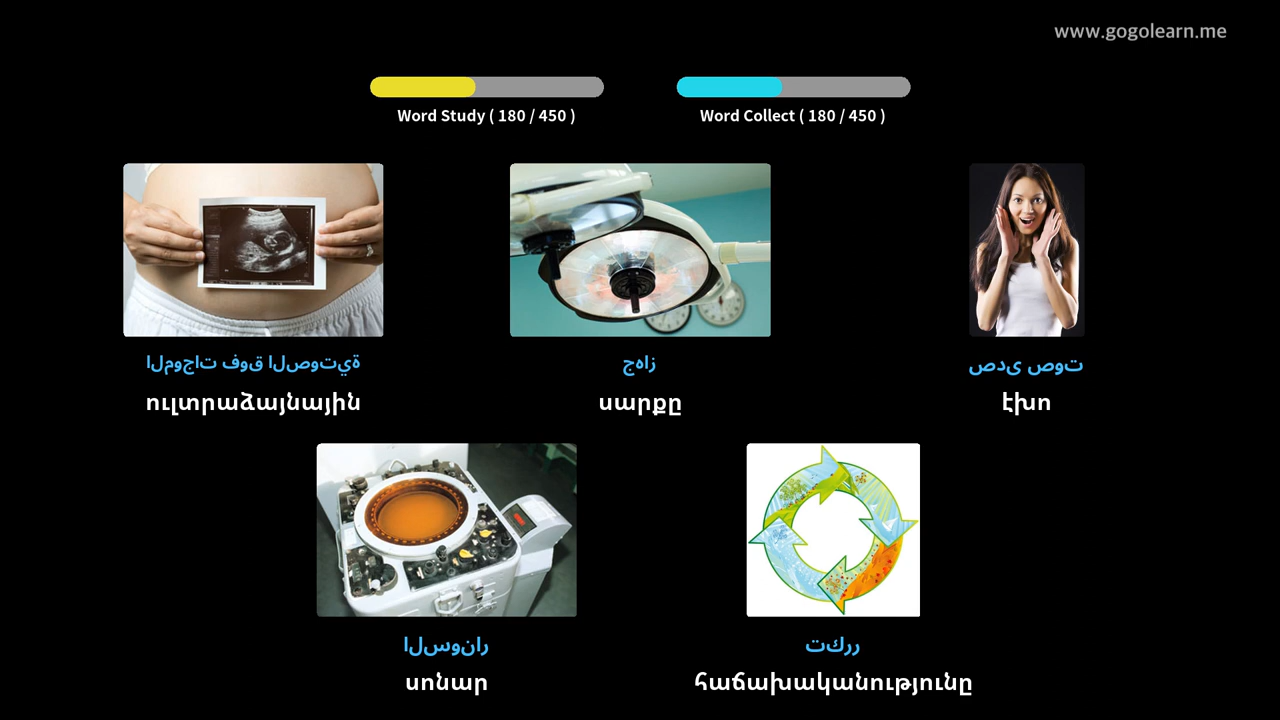 www.gogolearn.me
Word Study ( 180 / 450 )
Word Collect ( 180 / 450 )
الموجات فوق الصوتية
ուլտրաձայնային
جهاز
սարքը
صدى صوت
էխո
السونار
սոնար
تكرر
հաճախականությունը